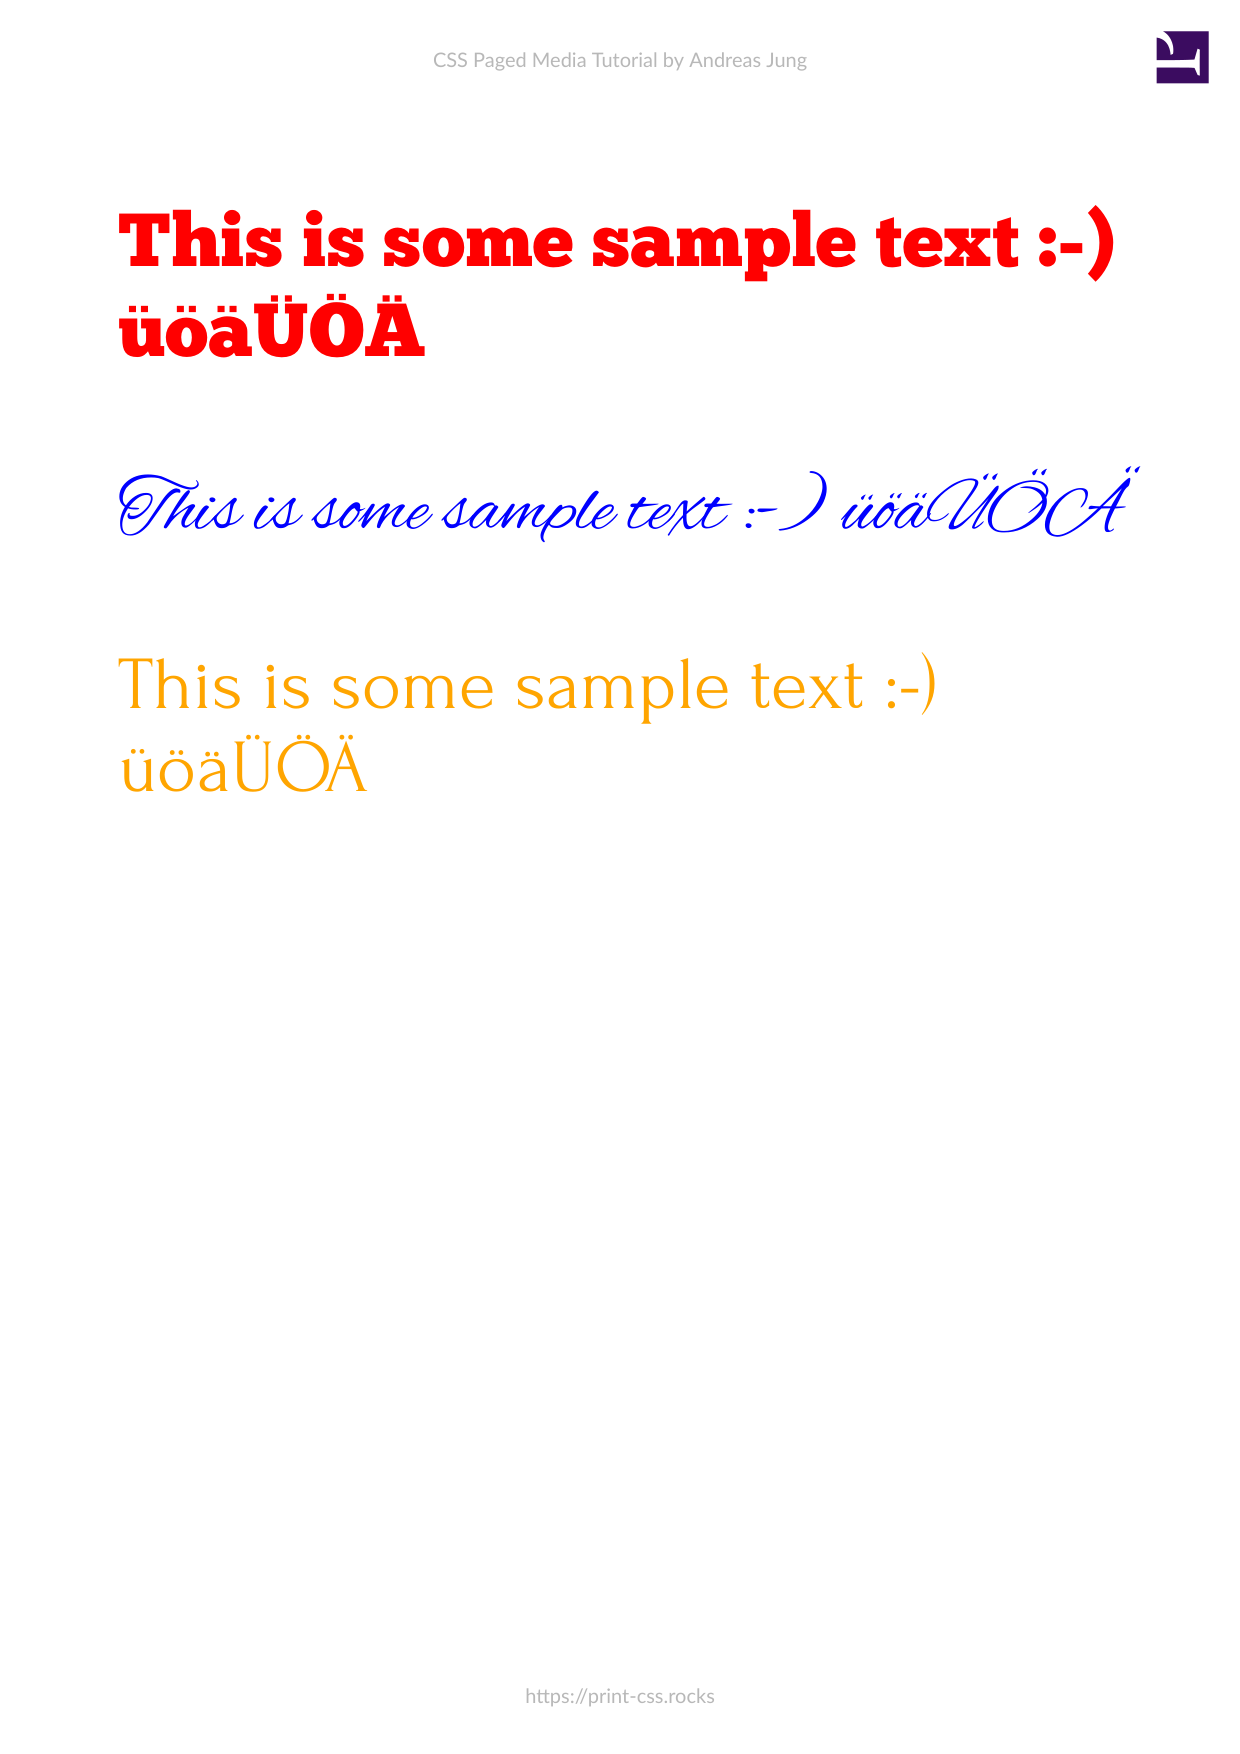 CSS Paged Media Tutorial by Andreas Jung
This is some sample text :-)
üöäÜÖÄ
This is some sample text :-) üöäÜÖÄ
This is some sample text :-)
üöäÜÖÄ
https://print-css.rocks